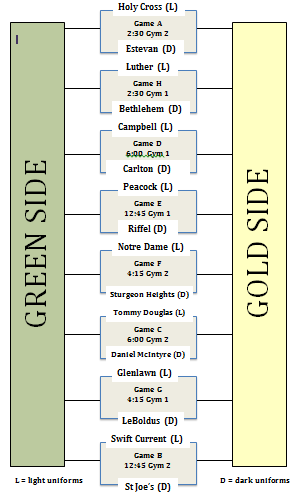 Holy Cross (L)
Game A
2:30 Gym 2
Estevan (D)
Luther (L)
Game H
2:30 Gym 1
Bethlehem (D)
Campbell (L)
Game D
6:00 Gym 1
Carlton (D)
Peacock (L)
Game E
12:45 Gym 1
Riffel (D)
Notre Dame (L)
Game F
4:15 Gym 2
Sturgeon Heights (D)
Tommy Douglas (L)
Game C
6:00 Gym 2
Daniel McIntyre (D)
Glenlawn (L)
Game G
4:15 Gym 1
LeBoldus (D)
Swift Current (L)
Game B
12:45 Gym 2
St Joe's (D)
GREEN SIDE
GOLD SIDE
L = light uniforms
D = dark uniforms